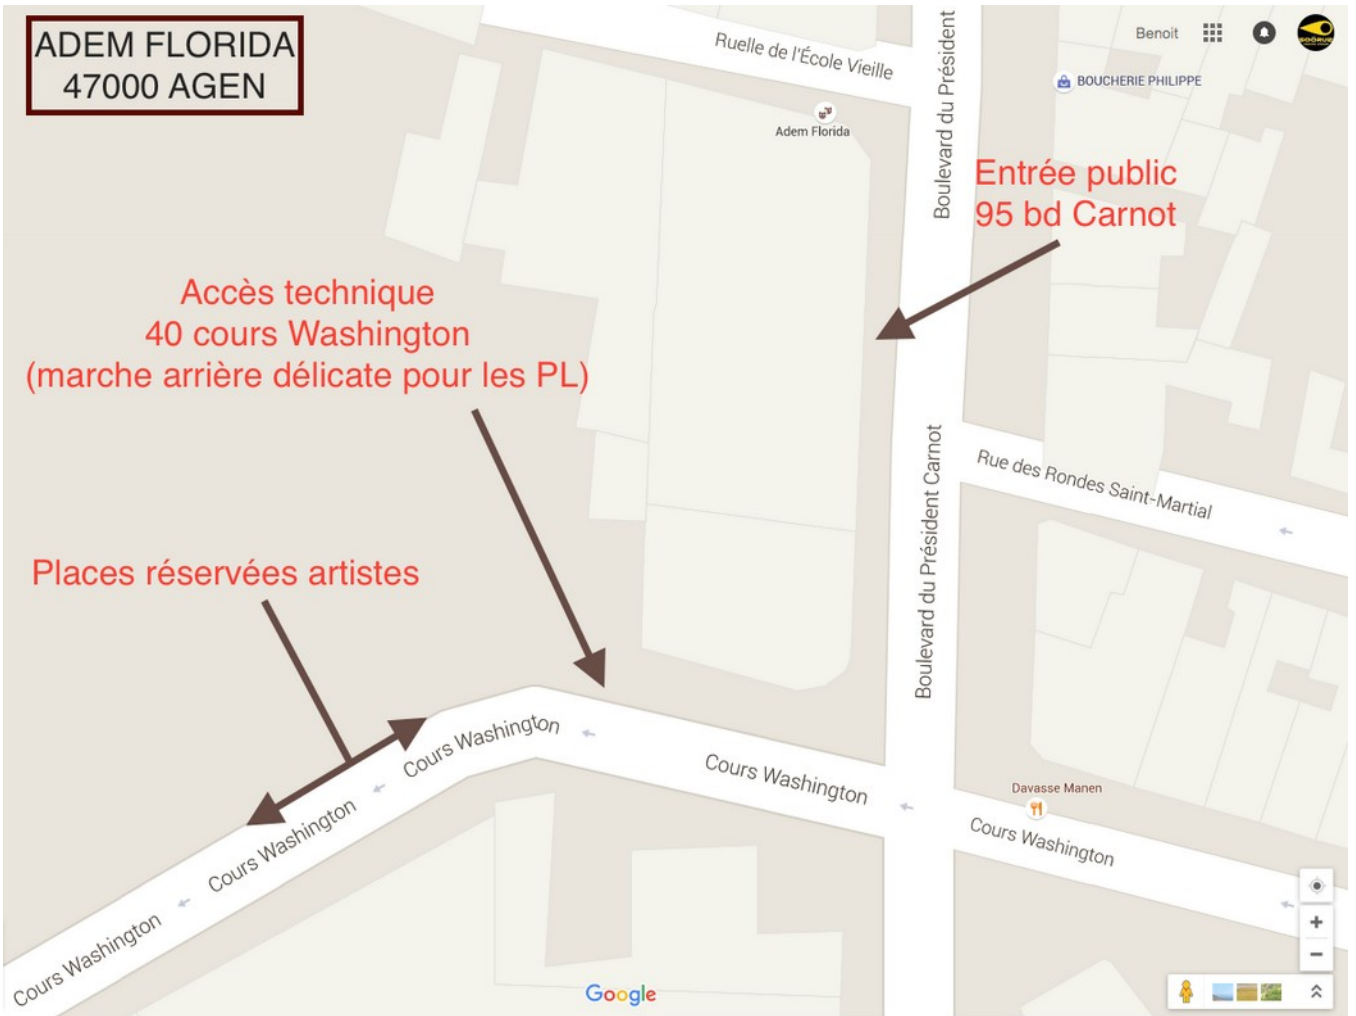 ADEM FLORIDA
47000 AGEN
Ruelle de l'École Vieille
Adem Florida
Boulevard du Président
Benoit
BOUCHERIE PHILIPPE
Entrée public
95 bd Carnot
Accès technique
40 cours Washington
(marche arrière délicate pour les PL)
Boulevard du Président Carnot
Rue des Rondes Saint-Martial
Places réservées artistes
Cours Washington
Cours Washington
Cours Washington
Cours Washington
Davasse Manen
Cours Washington
Google